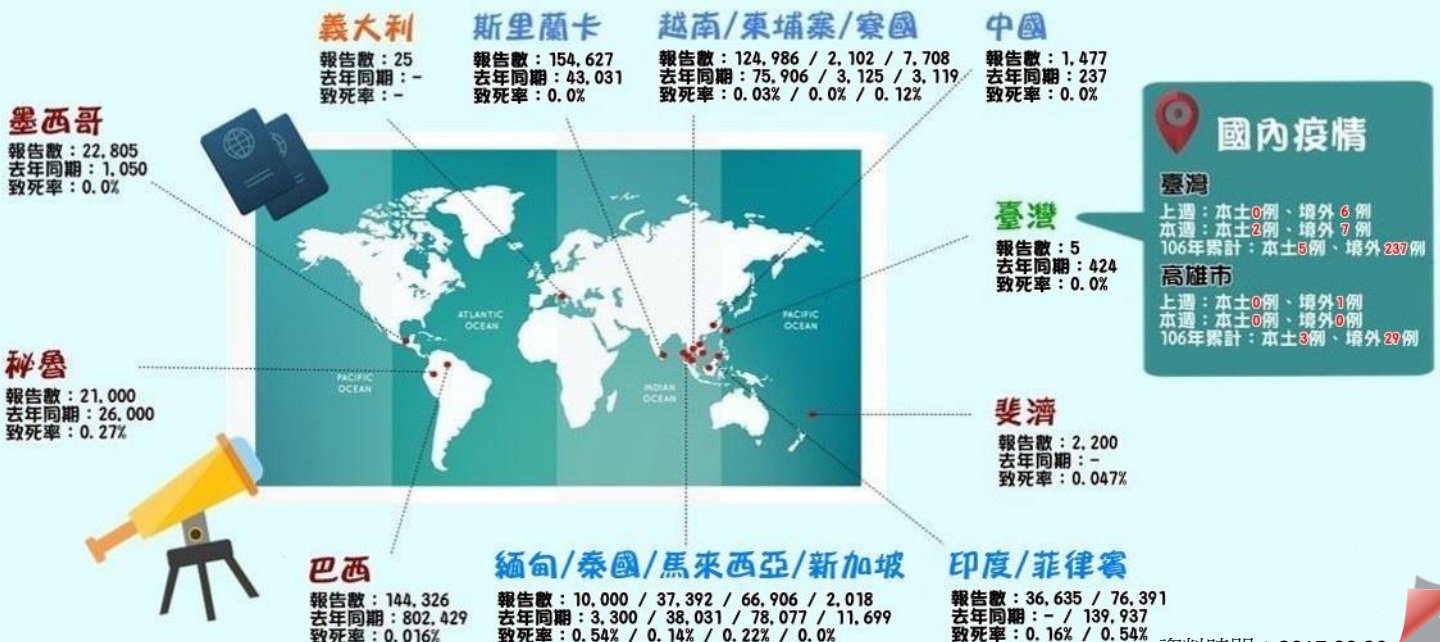 義大利
報告數：25
去年同期：-
致死率：-
斯里蘭卡
報告數：154,627
去年同期：43,031
致死率：0.0%
越南/柬埔寨/寮國
報告數：124,986 / 2,102 / 7,708
去年同期：75,906 / 3,125 / 3,119
致死率：0.03% / 0.0% / 0.12%
中國
報告數：1,477
去年同期：237
致死率：0.0%
墨西哥
報告數：22,805
去年同期：1,050
致死率：0.0%
國內疫情
臺灣
上週：本土0例、境外 6 例
本週：本土2例、境外 7 例
106年累計：本土5例、境外237例
高雄市
上週：本土0例、境外1例
本週：本土0例、境外0例
106年累計：本土3例、境外29例
臺灣
報告數：5
去年同期：424
致死率：0.0%
ATLANTIC
OCEAN
PACIFIC
OCEAN
PACIFIC
OCEAN
INDIAN
OCEAN
秘魯
報告數：21,000
去年同期：26,000
致死率：0.27%
斐濟
報告數：2,200
去年同期：-
致死率：0.047%
巴西
報告數：144,326
去年同期：802,429
致死率：0.016%
緬甸/泰國/馬來西亞/新加坡
報告數：10,000 / 37,392 / 66,906 / 2,018
去年同期：3,300 / 38,031 / 78,077 / 11,699
致死率：0.54% / 0.14% / 0.22% / 0.0%
印度/菲律賓
報告數：36,635 / 76,391
去年同期：- / 139,937
致死率：0.16% / 0.54%